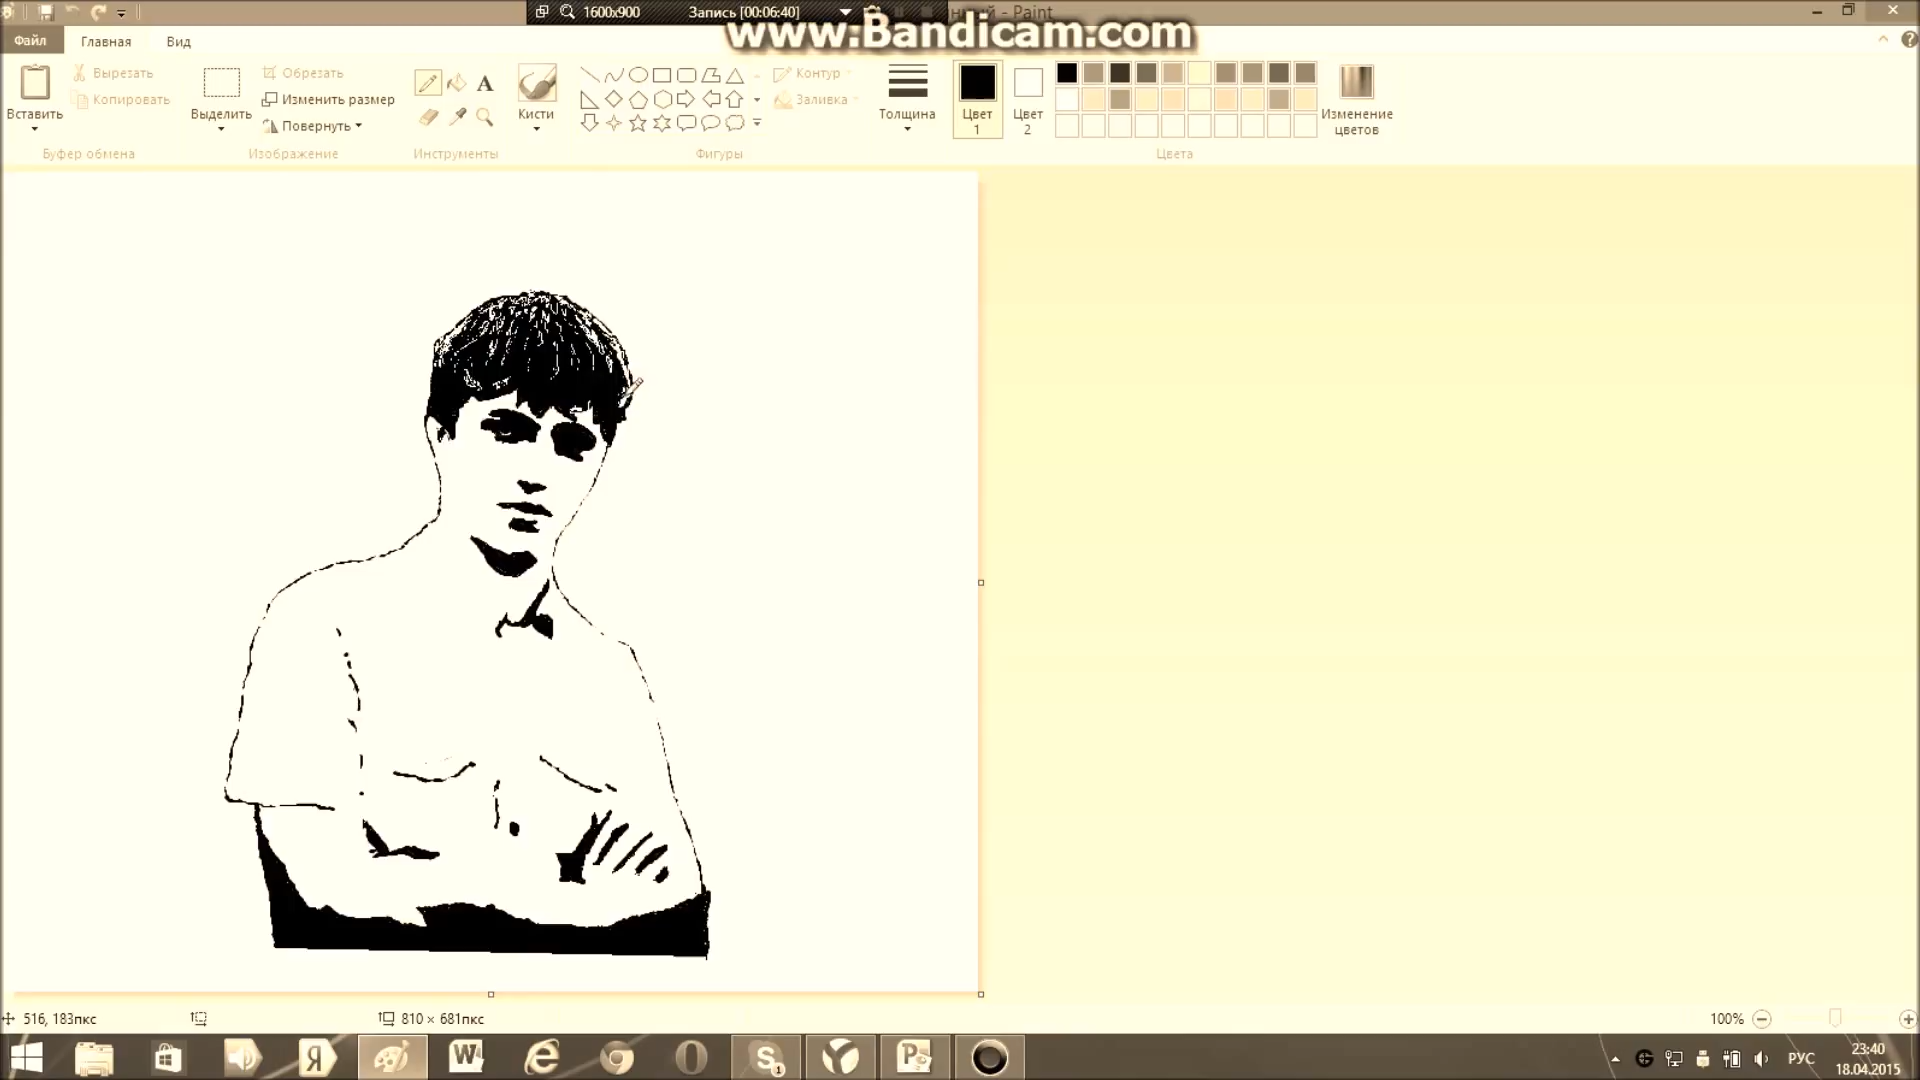 1600x900 Запись [00:06:40] - Paint
www.Bandicam.com
Файл Главная Вид
Вставить
Вырезать
Копировать
Буфер обмена
Выделить
Обрезать
Изменить размер
Повернуть
Изображение
A
Инструменты
Кисти
Контур
Заливка
Фигуры
Толщина
Цвет
1
Цвет
2
Изменение
цветов
Цвета
516, 183пкс
810 × 681пкс
100%
РУС
23:40
18.04.2015